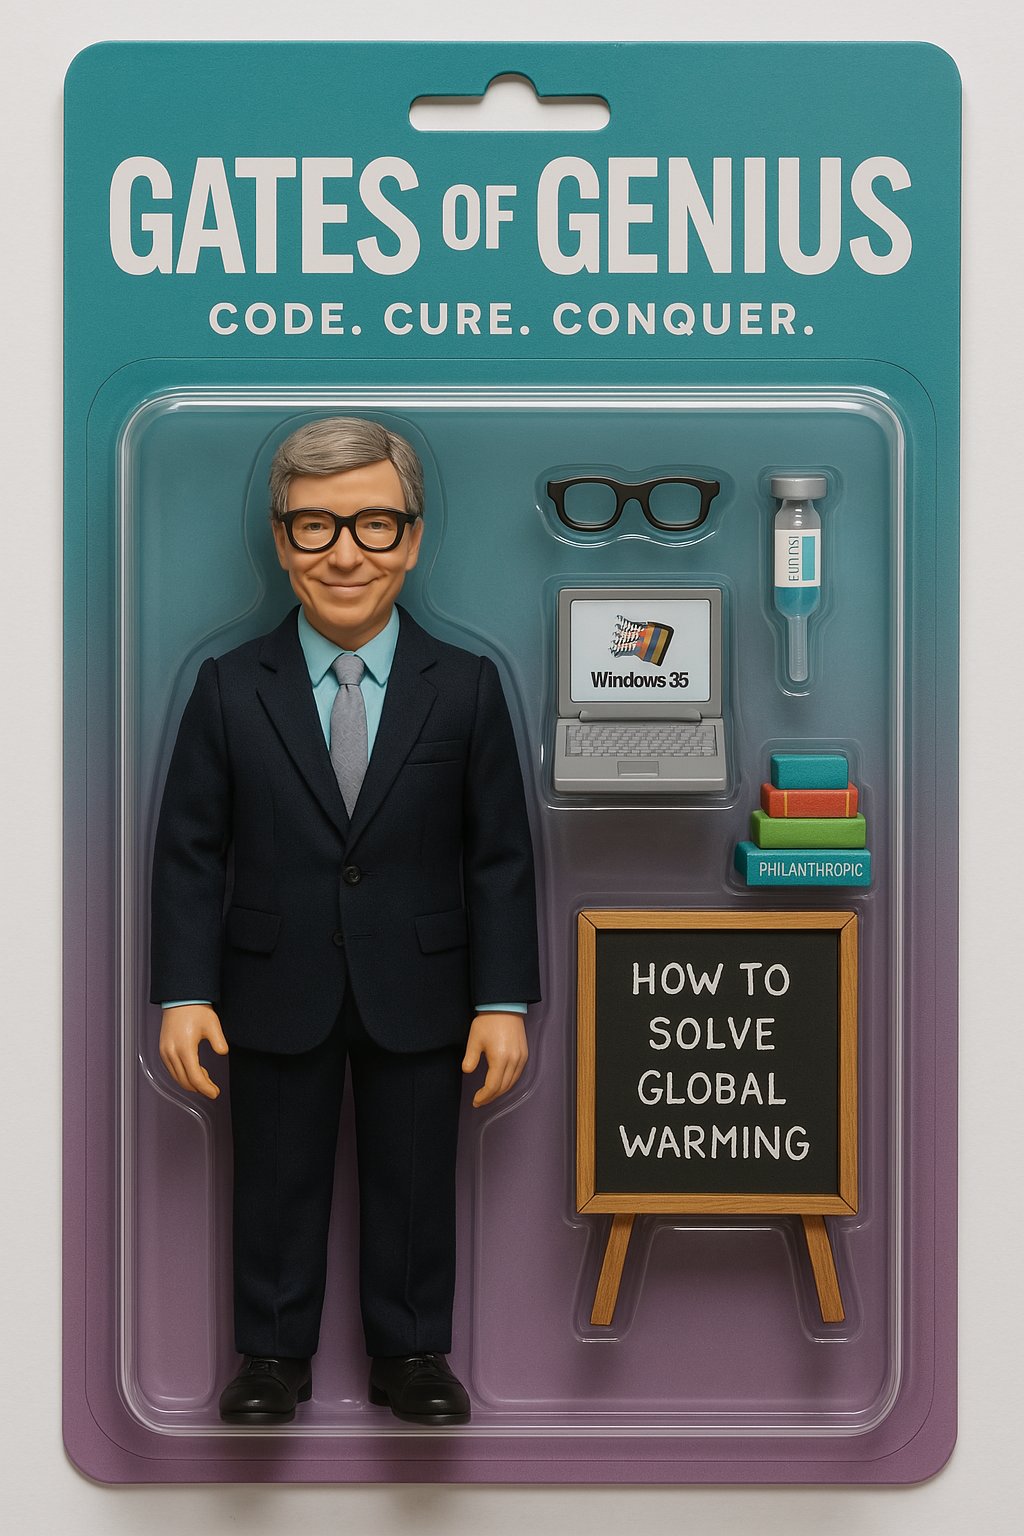 GATES OF GENIUS
CODE. CURE. CONQUER.
Windows 35
PHILANTHROPIC
HOW TO
SOLVE
GLOBAL
WARMING